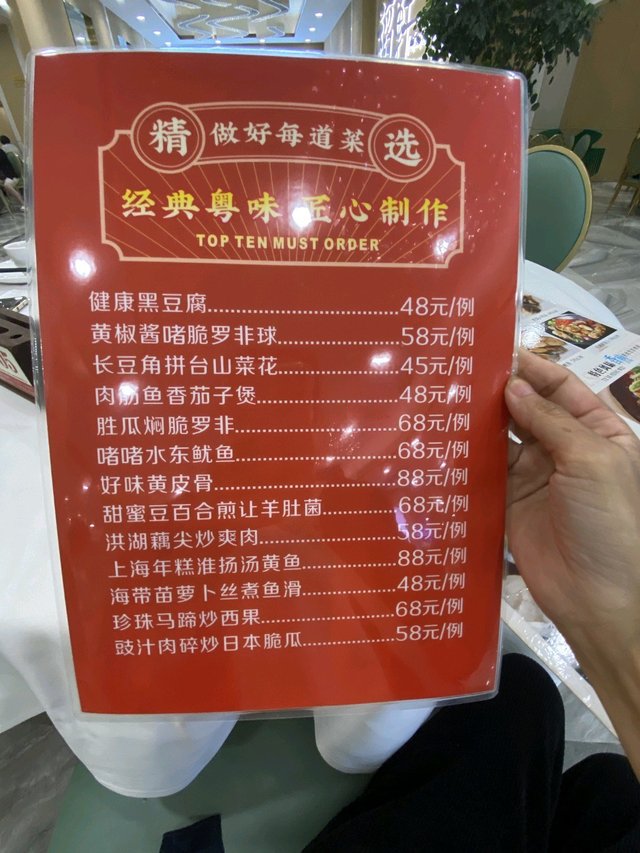 精 做好每道菜 选
经典粤味 匠心制作
TOP TEN MUST ORDER
健康黑豆腐................................48元/例
黄椒酱啫脆罗非球....................58元/例
长豆角拼台山菜花....................45元/例
肉筋鱼香茄子煲........................48元/例
胜瓜焖脆罗非............................68元/例
啫啫水东鱿鱼............................68元/例
好味黄皮骨................................88元/例
甜蜜豆百合煎让羊肚菌............68元/例
洪湖藕尖炒爽肉........................58元/例
上海年糕淮扬汤黄鱼................88元/例
海带苗萝卜丝煮鱼滑................48元/例
珍珠马蹄炒西果........................68元/例
豉汁肉碎炒日本脆瓜................58元/例